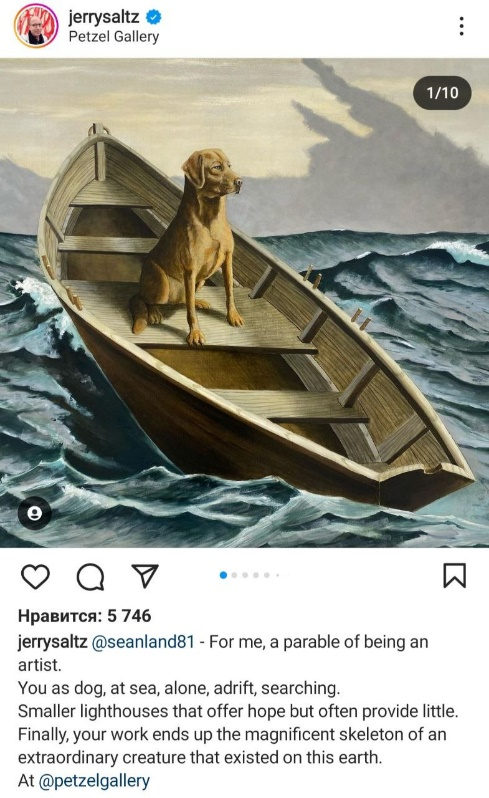 jerrysaltz
Petzel Gallery
1/10
Нравится: 5 746
jerrysaltz @seanland81 - For me, a parable of being an
artist.
You as dog, at sea, alone, adrift, searching.
Smaller lighthouses that offer hope but often provide little.
Finally, your work ends up the magnificent skeleton of an
extraordinary creature that existed on this earth.
At @petzelgallery